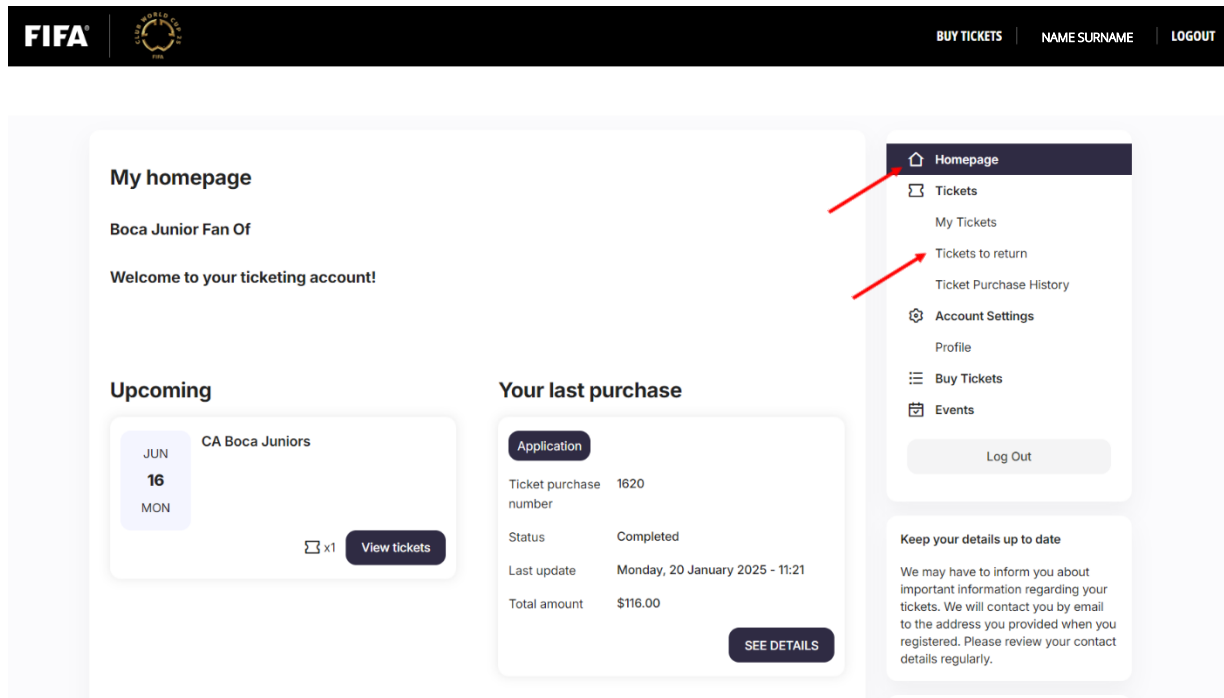 FIFA®
CLUB WORLD CUP 25
FIFA
BUY TICKETS
NAME SURNAME
LOGOUT
My homepage
Boca Junior Fan Of
Welcome to your ticketing account!
Upcoming
JUN
16
MON
CA Boca Juniors
x1
View tickets
Your last purchase
Application
Ticket purchase
number
1620
Status
Completed
Last update
Monday, 20 January 2025 - 11:21
Total amount
$116.00
SEE DETAILS
Homepage
Tickets
My Tickets
Tickets to return
Ticket Purchase History
Account Settings
Profile
Buy Tickets
Events
Log Out
Keep your details up to date
We may have to inform you about
important information regarding your
tickets. We will contact you by email
to the address you provided when you
registered. Please review your contact
details regularly.